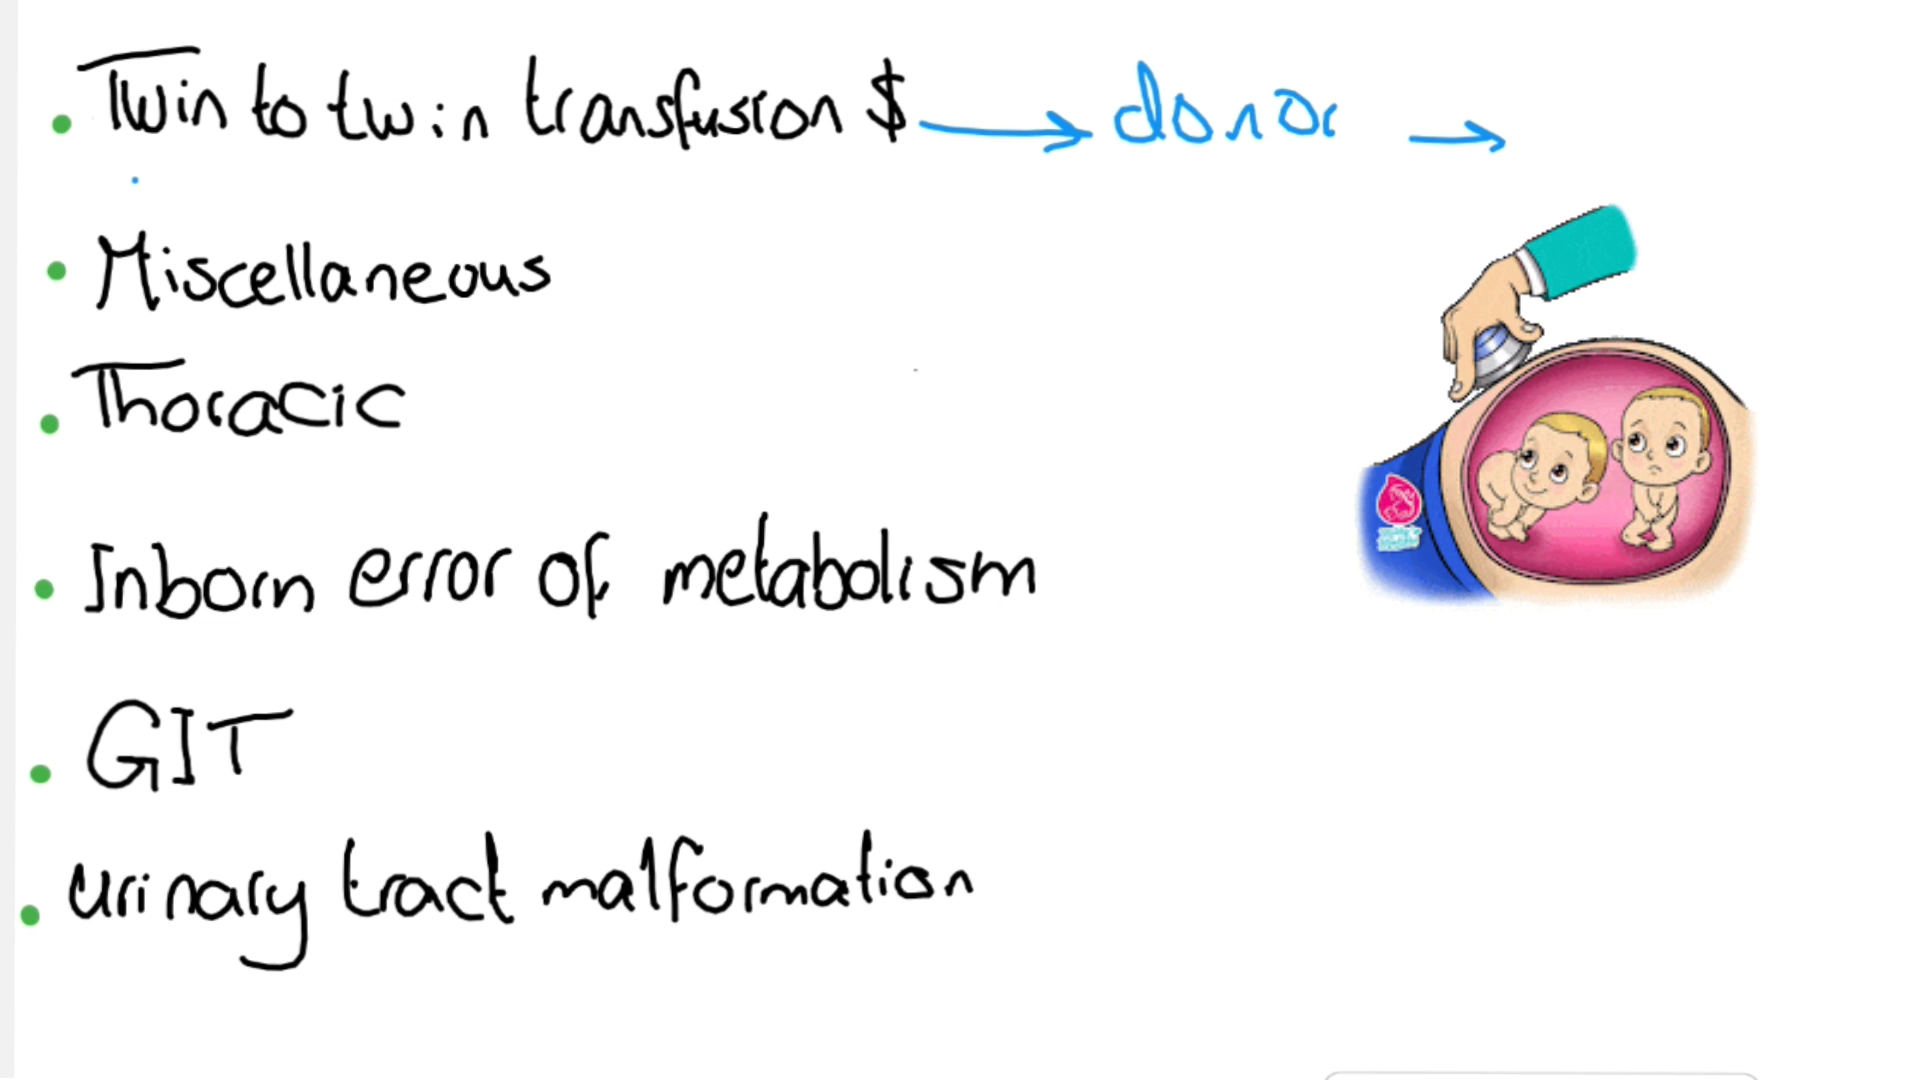 • Twin to twin transfusion $ → donor →
• Miscellaneous
• Thoracic
• Inborn error of metabolism
• GIT
• urinary tract malformation